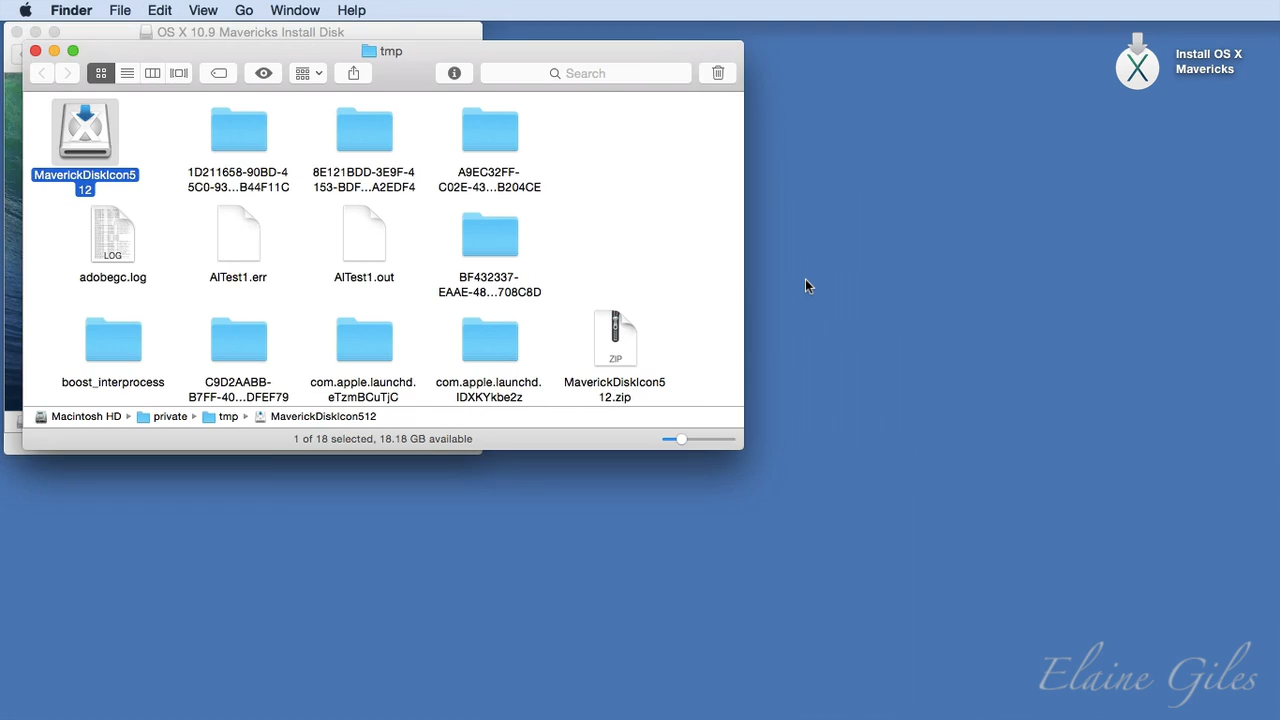 Finder File Edit View Go Window Help
OS X 10.9 Mavericks Install Disk
tmp
Search
Install OS X
Mavericks
MaverickDiskIcon5
12
1D211658-90BD-4
5C0-93...B44F11C
8E121BDD-3E9F-4
153-BDF...A2EDF4
A9EC32FF-
C02E-43...B204CE
LOG
adobegc.log
AlTest1.err
AlTest1.out
BF432337-
EAAE-48...708C8D
boost_interprocess
C9D2AABB-
B7FF-40...DFEF79
com.apple.launchd.
eTzmBCuTjC
com.apple.launchd.
IDXKYkbe2z
ZIP
MaverickDiskIcon5
12.zip
Macintosh HD private tmp MaverickDiskIcon512
1 of 18 selected, 18.18 GB available
Elaine Giles